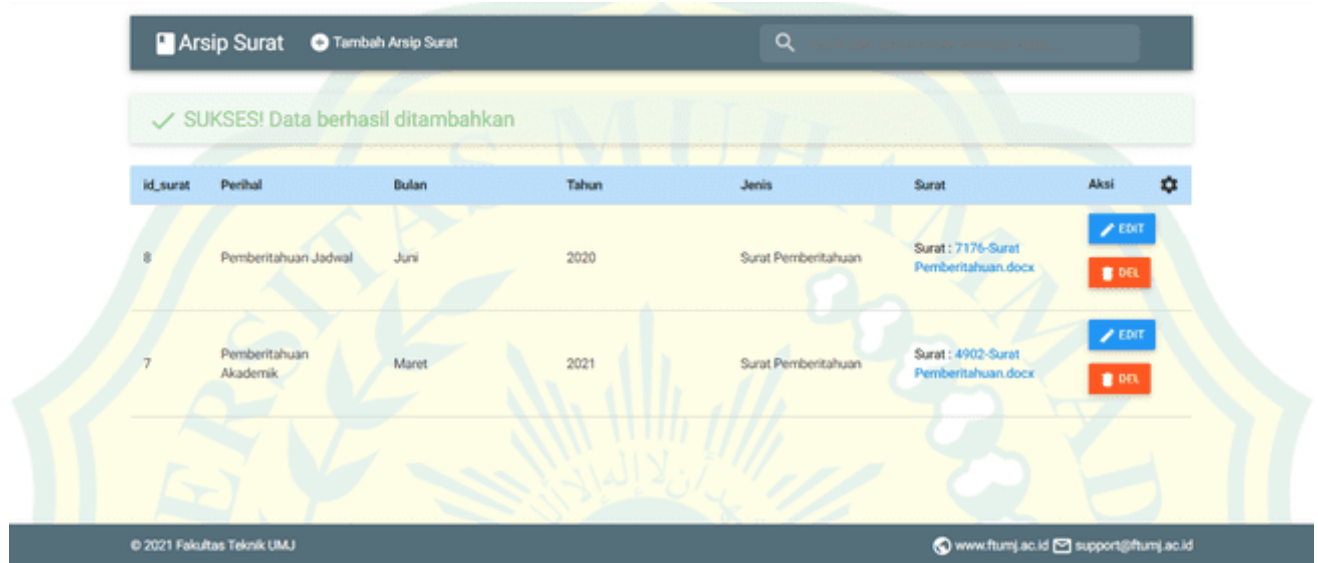 Arsip Surat Tambah Arsip Surat
SUKSES! Data berhasil ditambahkan
id_surat Perihal Bulan Tahun Jenis Surat Aksi
8 Pemberitahuan Jadwal Juni 2020 Surat Pemberitahuan Surat : 7176-Surat
Pemberitahuan.docx
EDIT
DEL
7 Pemberitahuan
Akademik
Maret 2021 Surat Pemberitahuan Surat : 4902-Surat
Pemberitahuan.docx
EDIT
DEL
ERSITAS MUHAMMAD
© 2021 Fakultas Teknik UMJ www.ftumj.ac.id support@ftumj.ac.id